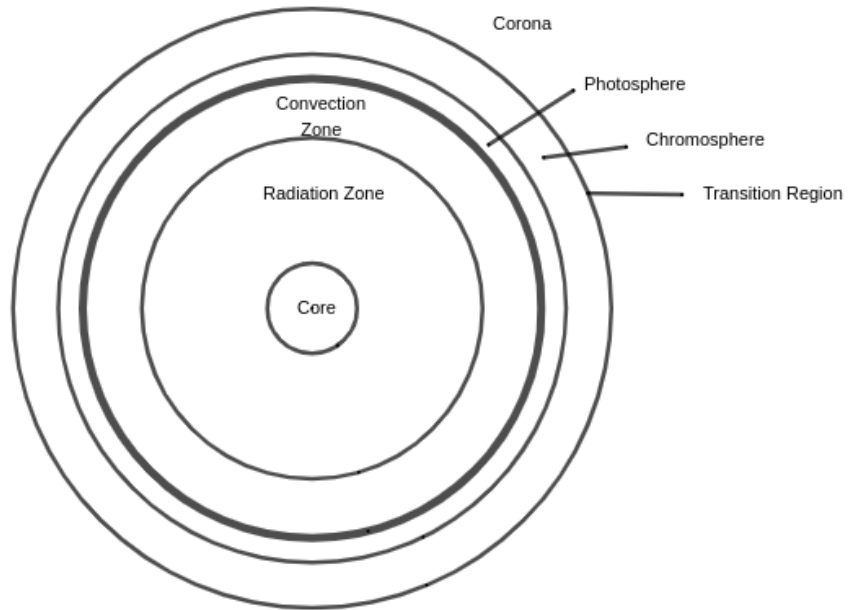 Corona
Photosphere
Convection
Zone
Chromosphere
Radiation Zone
Transition Region
Core